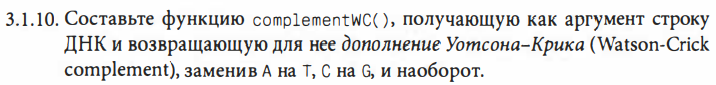 3.1.10. Составьте функцию complementWC(), получающую как аргумент строку
ДНК и возвращающую для нее дополнение Уотсона–Крика (Watson-Crick
complement), заменив A на T, C на G, и наоборот.